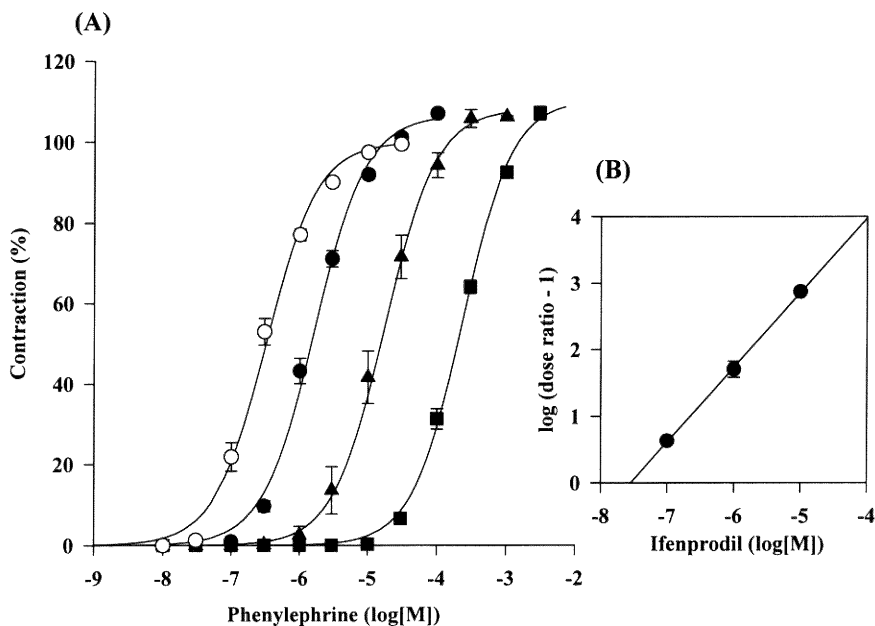 (A)
120
100
80
60
40
20
0
Contraction (%)
-9 -8 -7 -6 -5 -4 -3 -2
Phenylephrine (log[M])
(B)
4
3
2
1
0
log (dose ratio - 1)
-8 -7 -6 -5 -4
Ifenprodil (log[M])